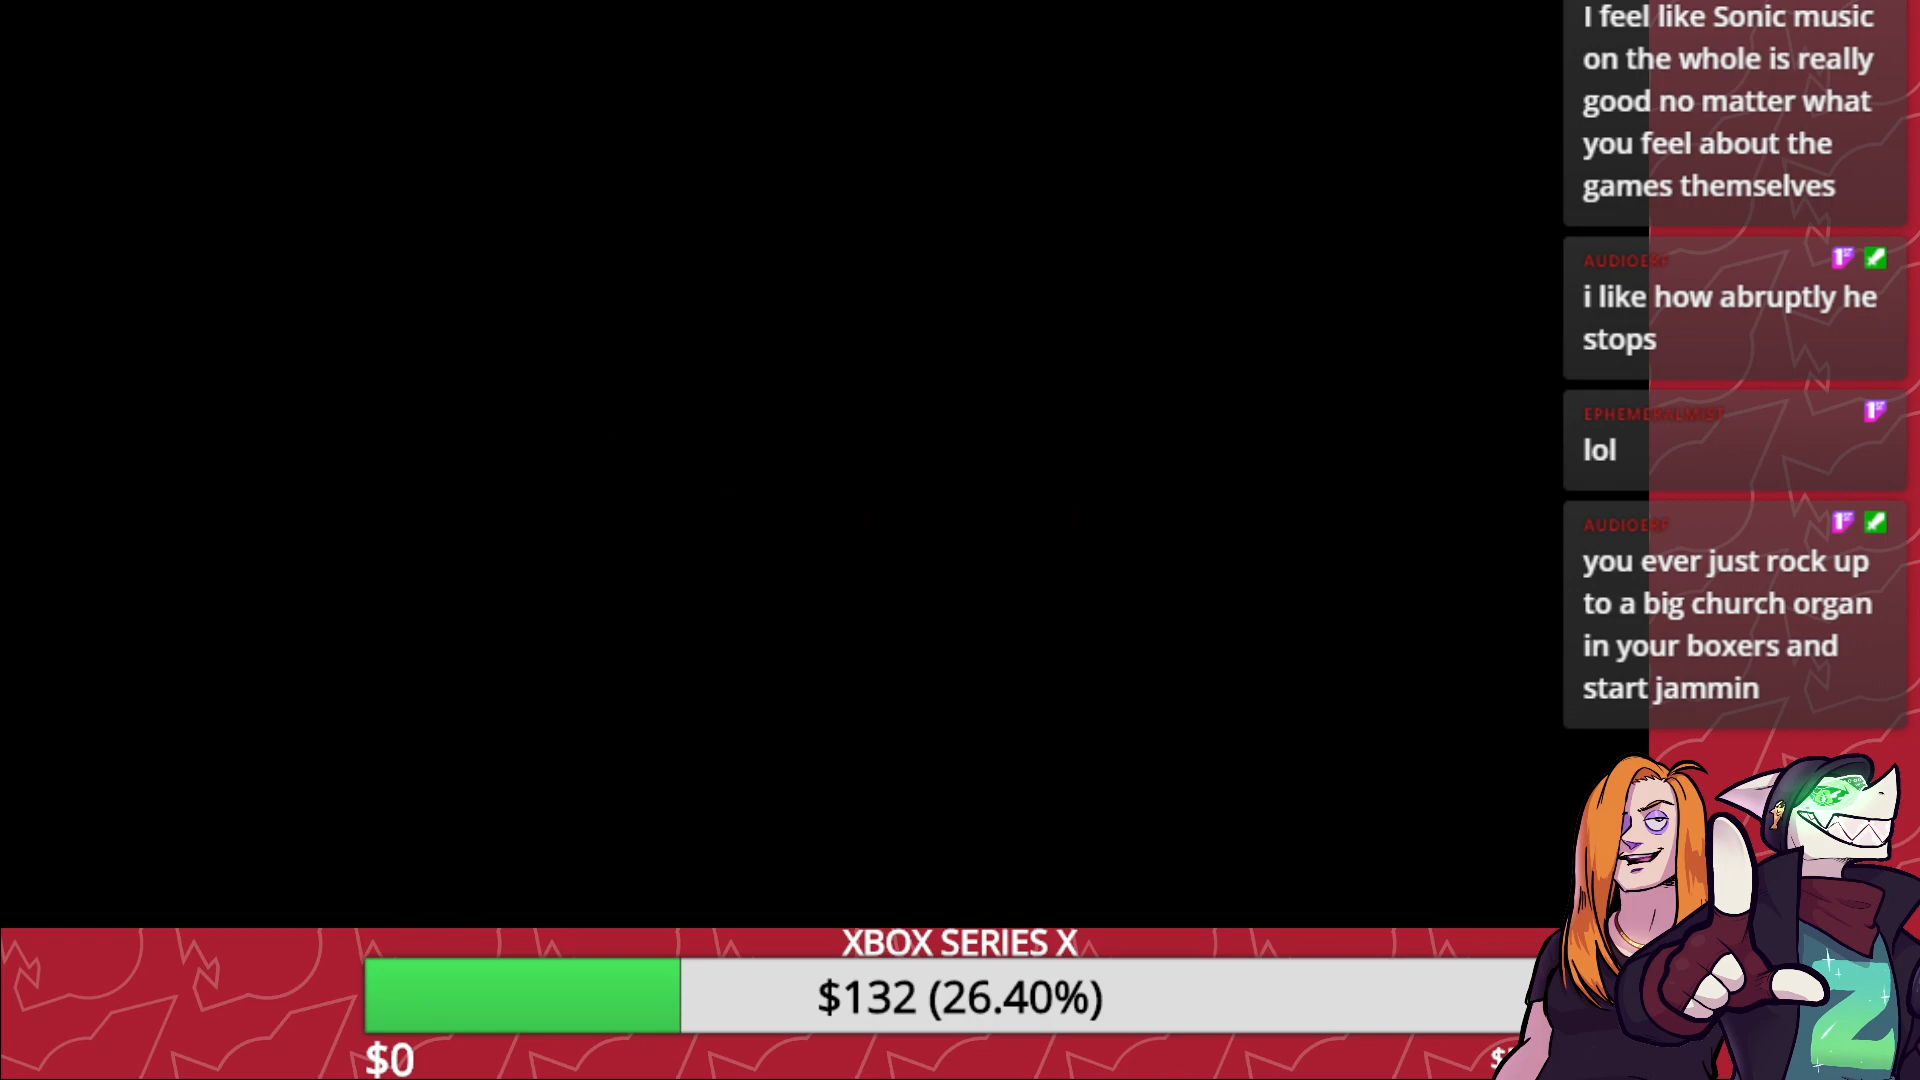 I feel like Sonic music
on the whole is really
good no matter what
you feel about the
games themselves
i like how abruptly he
stops
lol
you ever just rock up
to a big church organ
in your boxers and
start jammin
XBOX SERIES X
$132 (26.40%)
$0
Z